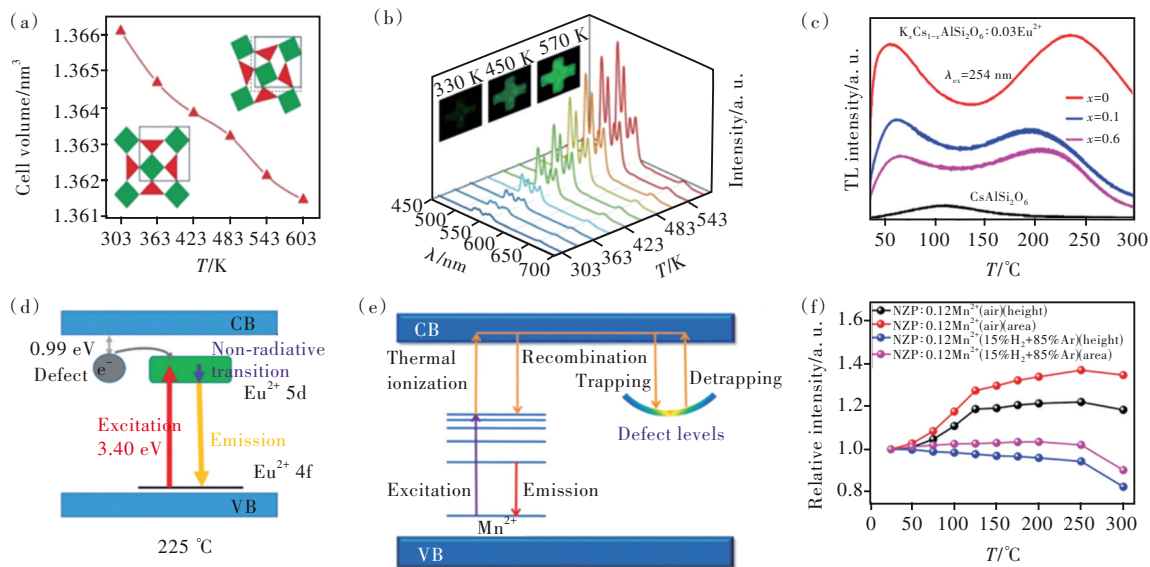 (a)
Cell volume/nm³
1.366
1.365
1.364
1.363
1.362
1.361
303 363 423 483 543 603
T/K
(b)
330 K 450 K 570 K
Intensity/a. u.
450
500
550
600
650
700
λ/nm
303
363
423
483
543
T/K
(c)
TL intensity/a. u.
KₓCs₁₋ₓAlSi₂O₆:0.03Eu²⁺
λex=254 nm
x=0
x=0.1
x=0.6
CsAlSi₂O₆
50 100 150 200 250 300
T/°C
(d)
CB
0.99 eV
e⁻
Defect
Non-radiative
transition
Eu²⁺ 5d
Excitation
3.40 eV
Emission
Eu²⁺ 4f
VB
225 °C
(e)
CB
Thermal
ionization
Recombination
Trapping
Detrapping
Defect levels
Excitation
Emission
Mn²⁺
VB
(f)
Relative intensity/a. u.
1.6
1.4
1.2
1.0
0.8
NZP:0.12Mn²⁺(air)(height)
NZP:0.12Mn²⁺(air)(area)
NZP:0.12Mn²⁺(15%H₂+85%Ar)(height)
NZP:0.12Mn²⁺(15%H₂+85%Ar)(area)
0 50 100 150 200 250 300
T/°C